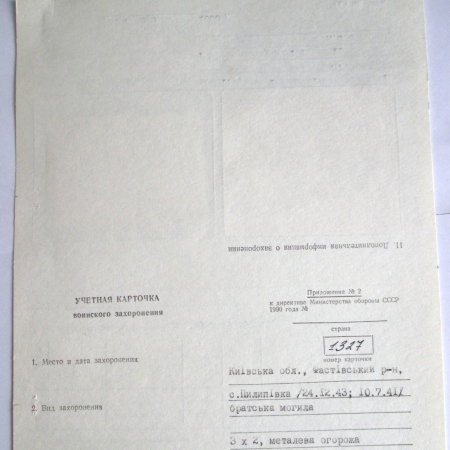 11. Дополнительная информация о захоронении
УЧЕТНАЯ КАРТОЧКА
воинского захоронения
Приложение № 2
к директиве Министерства обороны СССР
1990 года №
страна
1327
номер карточки
1. Место и дата захоронения
Київська обл., Фастівський р-н,
с.Пилипівка /24.12.43; 10.7.41/
2. Вид захоронения
братська могила
3 х 2, металева огорожа